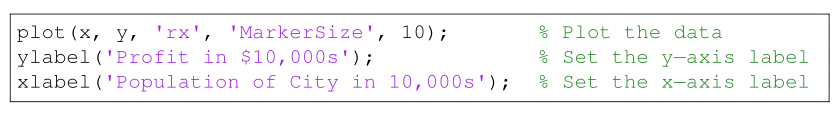 plot(x, y, 'rx', 'MarkerSize', 10); % Plot the data
ylabel('Profit in $10,000s'); % Set the y−axis label
xlabel('Population of City in 10,000s'); % Set the x−axis label